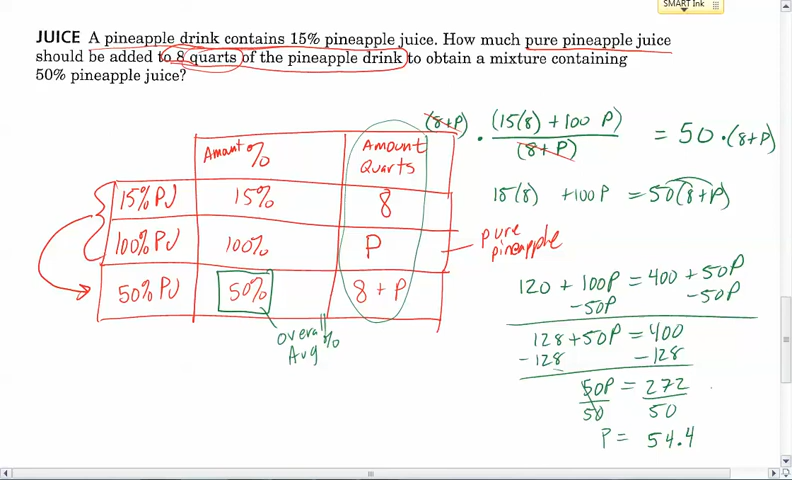 SMART Ink
JUICE A pineapple drink contains 15% pineapple juice. How much pure pineapple juice
should be added to 8 quarts of the pineapple drink to obtain a mixture containing
50% pineapple juice?
(8+P) · (15(8) + 100 P) / (8+P) = 50 · (8+P)
15(8) + 100P = 50(8+P)
Amount % Amount Quarts
15% PJ 15% 8
100% PJ 100% P
pure pineapple
50% PJ 50% 8 + P
overall Avg %
120 + 100P = 400 + 50P
-50P -50P
128 + 50P = 400
-128 -128
50P = 272
50 50
P = 54.4